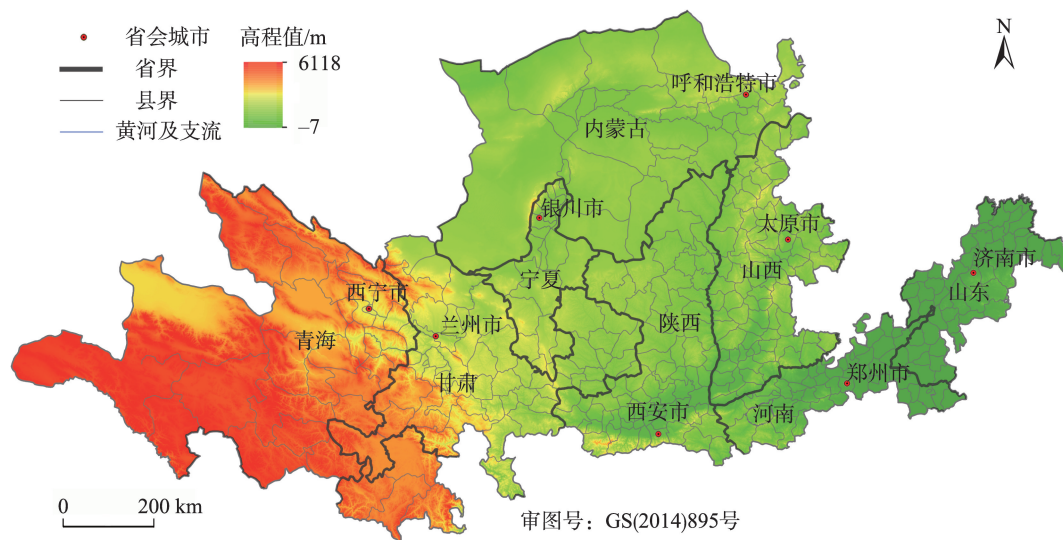 省会城市
省界
县界
黄河及支流
高程值/m
6118
–7
N
呼和浩特市
内蒙古
银川市
太原市
宁夏
山西
济南市
山东
西宁市
兰州市
陕西
青海
甘肃
郑州市
西安市
河南
0
200 km
审图号：GS(2014)895号